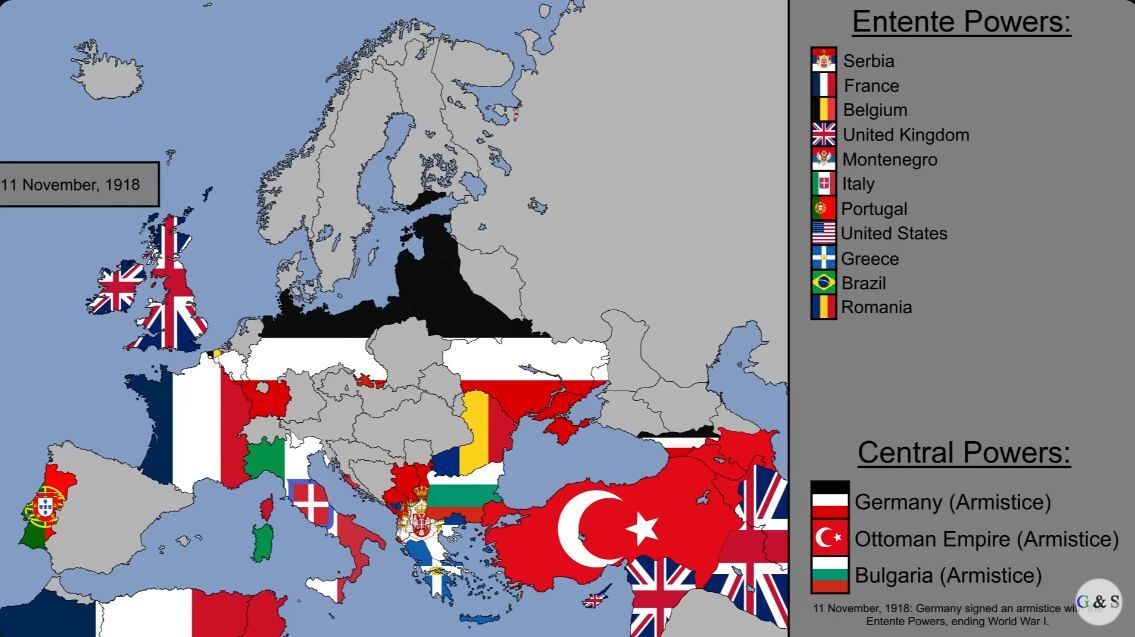 Entente Powers:
Serbia
France
Belgium
United Kingdom
Montenegro
Italy
Portugal
United States
Greece
Brazil
Romania
11 November, 1918
Central Powers:
Germany (Armistice)
Ottoman Empire (Armistice)
Bulgaria (Armistice)
11 November, 1918: Germany signed an armistice
Entente Powers, ending World War I.
G & S